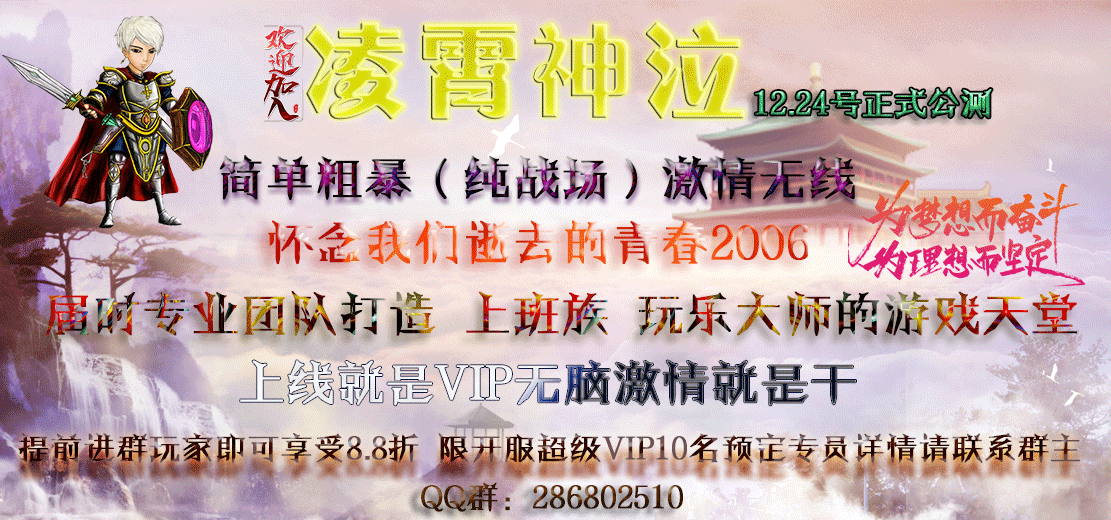 欢迎加入
凌霄神泣
12.24号正式公测
简单粗暴（纯战场）激情无线
怀念我们逝去的青春2006
为梦想而奋斗
为理想而坚定
届时专业团队打造 上班族 玩乐大师的游戏天堂
上线就是VIP无脑激情就是干
提前进群玩家即可享受8.8折 限开服超级VIP10名预定专员详情请联系群主
QQ群：286802510